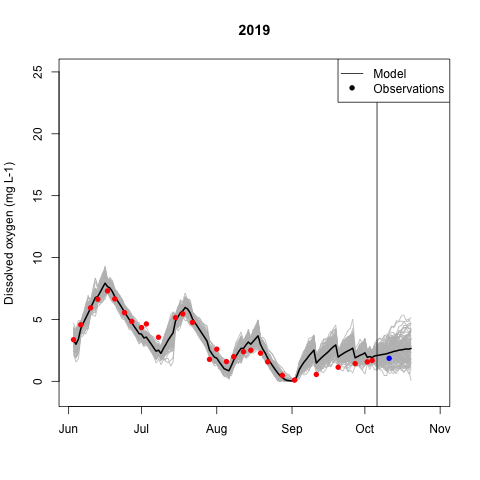 2019
Model
Observations
Dissolved oxygen (mg L-1)
25
20
15
10
5
0
Jun Jul Aug Sep Oct Nov